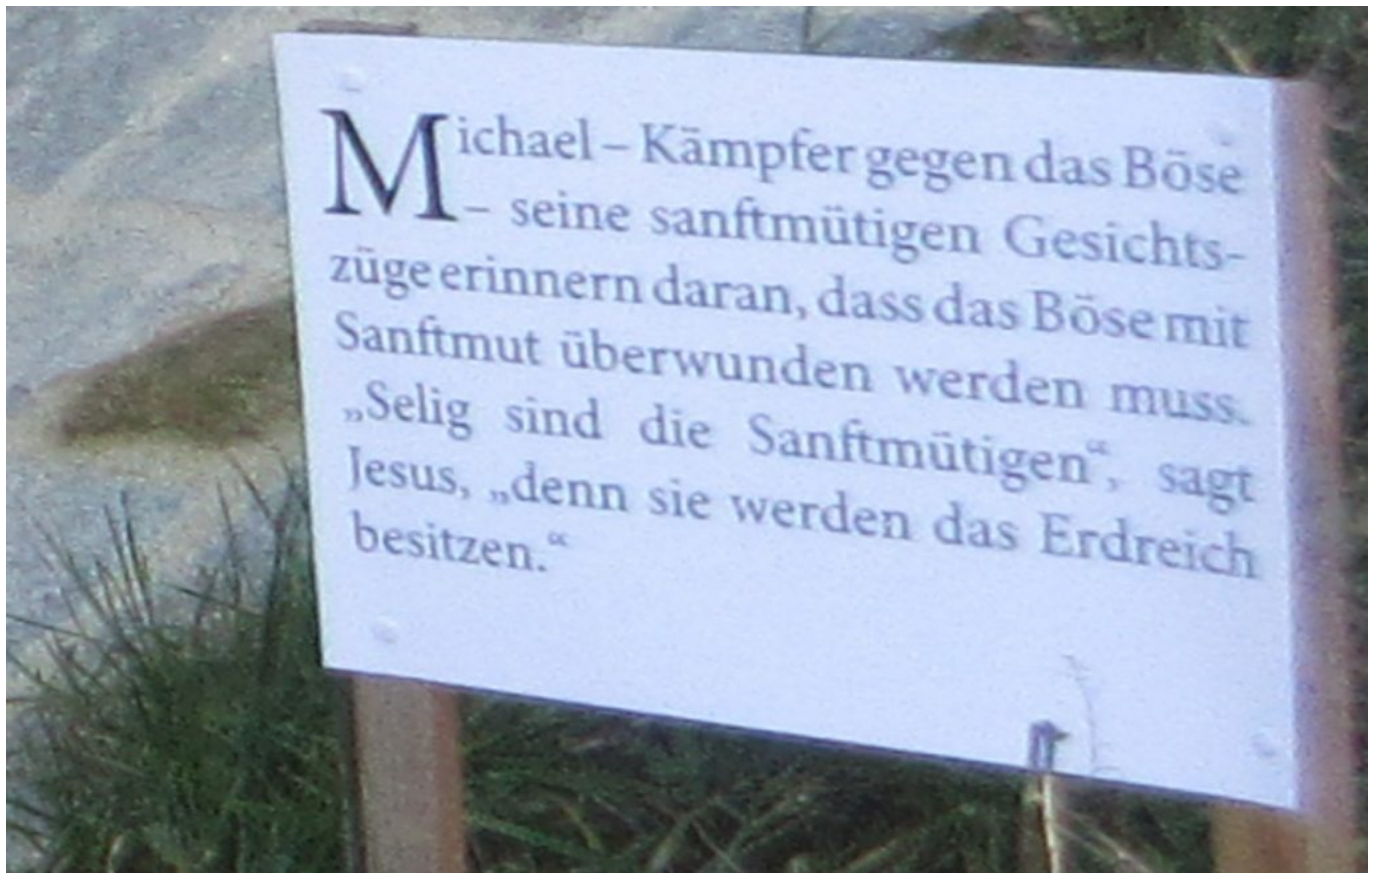 Michael – Kämpfer gegen das Böse
– seine sanftmütigen Gesichts-
züge erinnern daran, dass das Böse mit
Sanftmut überwunden werden muss.
„Selig sind die Sanftmütigen“, sagt
Jesus, „denn sie werden das Erdreich
besitzen.“